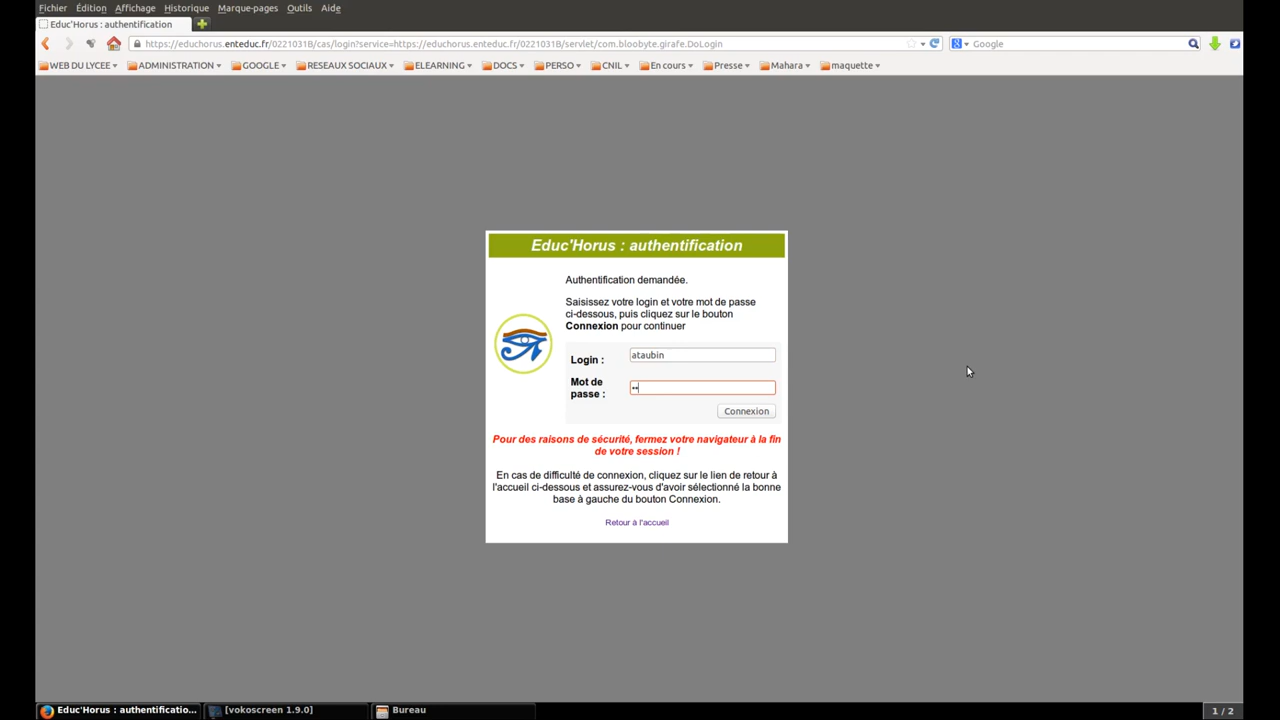 Fichier Édition Affichage Historique Marque-pages Outils Aide
Educ'Horus : authentification
https://educhorus.enteduc.fr/0221031B/cas/login?service=https://educhorus.enteduc.fr/0221031B/servlet/com.bloobyte.girafe.DoLogin
Google
WEB DU LYCEE ADMINISTRATION GOOGLE RESEAUX SOCIAUX ELEARNING DOCS PERSO CNIL En cours Presse Mahara maquette
Educ'Horus : authentification
Authentification demandée.
Saisissez votre login et votre mot de passe
ci-dessous, puis cliquez sur le bouton
Connexion pour continuer
Login : ataubin
Mot de
passe : ••
Connexion
Pour des raisons de sécurité, fermez votre navigateur à la fin
de votre session !
En cas de difficulté de connexion, cliquez sur le lien de retour à
l'accueil ci-dessous et assurez-vous d'avoir sélectionné la bonne
base à gauche du bouton Connexion.
Retour à l'accueil
Educ'Horus : authentificatio... [vokoscreen 1.9.0] Bureau 1 / 2